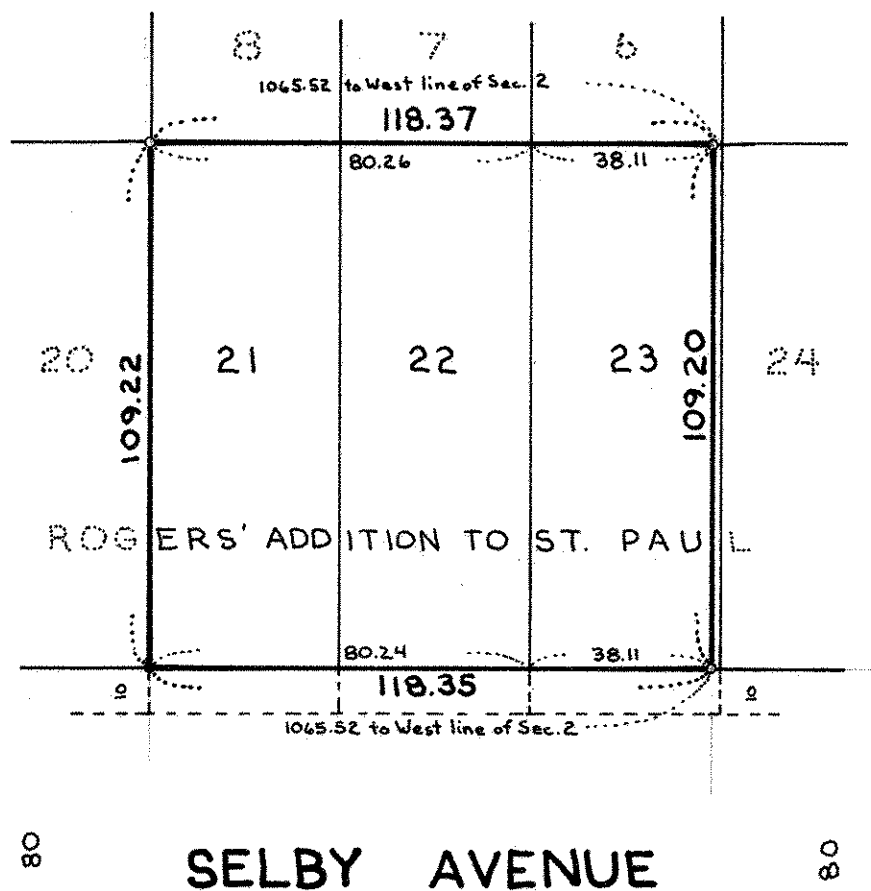 8 7 6
1065.52 to West line of Sec. 2
118.37
80.26 38.11
20 21 22 23 24
109.22
109.20
ROGERS' ADDITION TO ST. PAUL
80.24 38.11
118.35
10 10
1065.52 to West line of Sec. 2
80 80
SELBY AVENUE